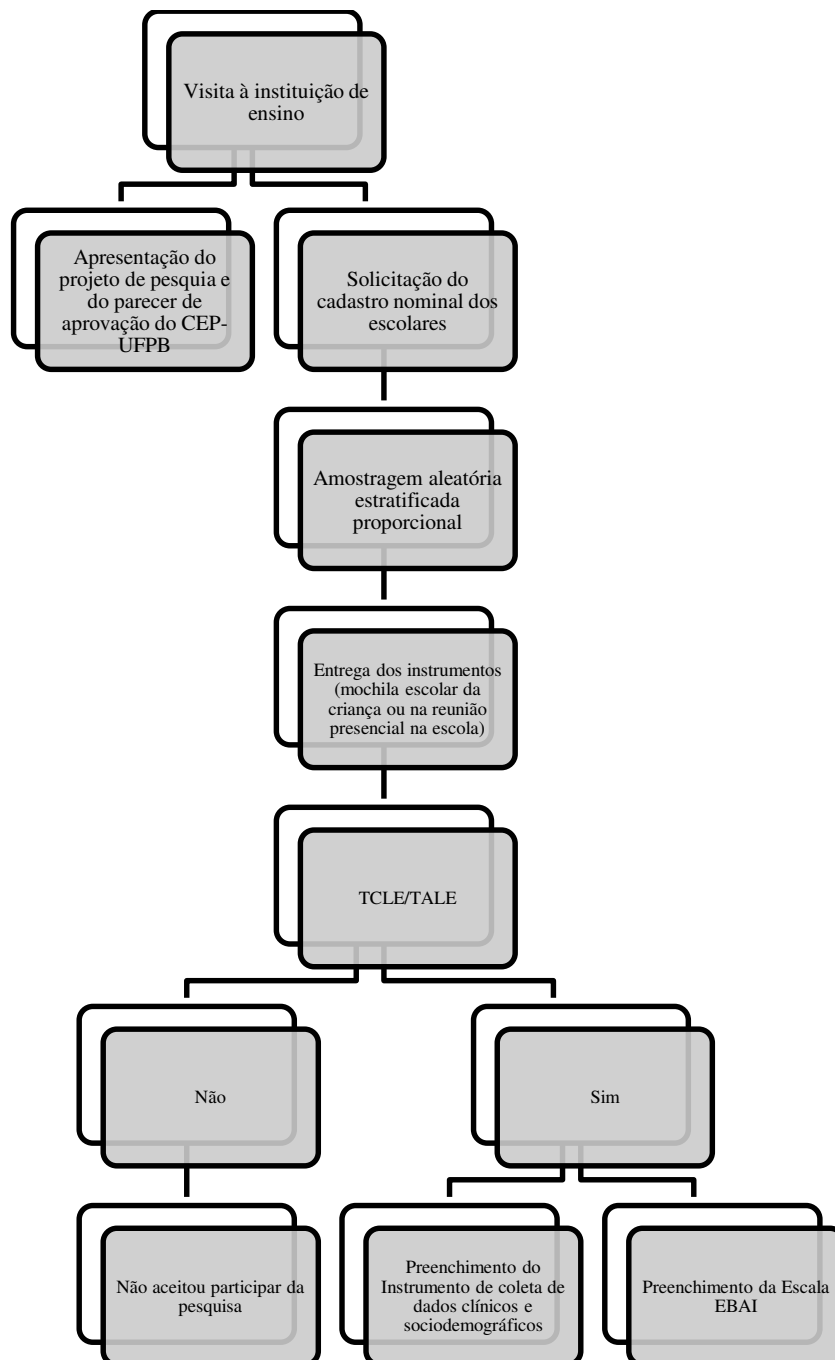 Visita à instituição de
ensino
Apresentação do
projeto de pesquia e
do parecer de
aprovação do CEP-
UFPB
Solicitação do
cadastro nominal dos
escolares
Amostragem aleatória
estratificada
proporcional
Entrega dos instrumentos
(mochila escolar da
criança ou na reunião
presencial na escola)
TCLE/TALE
Não
Sim
Não aceitou participar da
pesquisa
Preenchimento do
Instrumento de coleta de
dados clínicos e
sociodemográficos
Preenchimento da Escala
EBAI